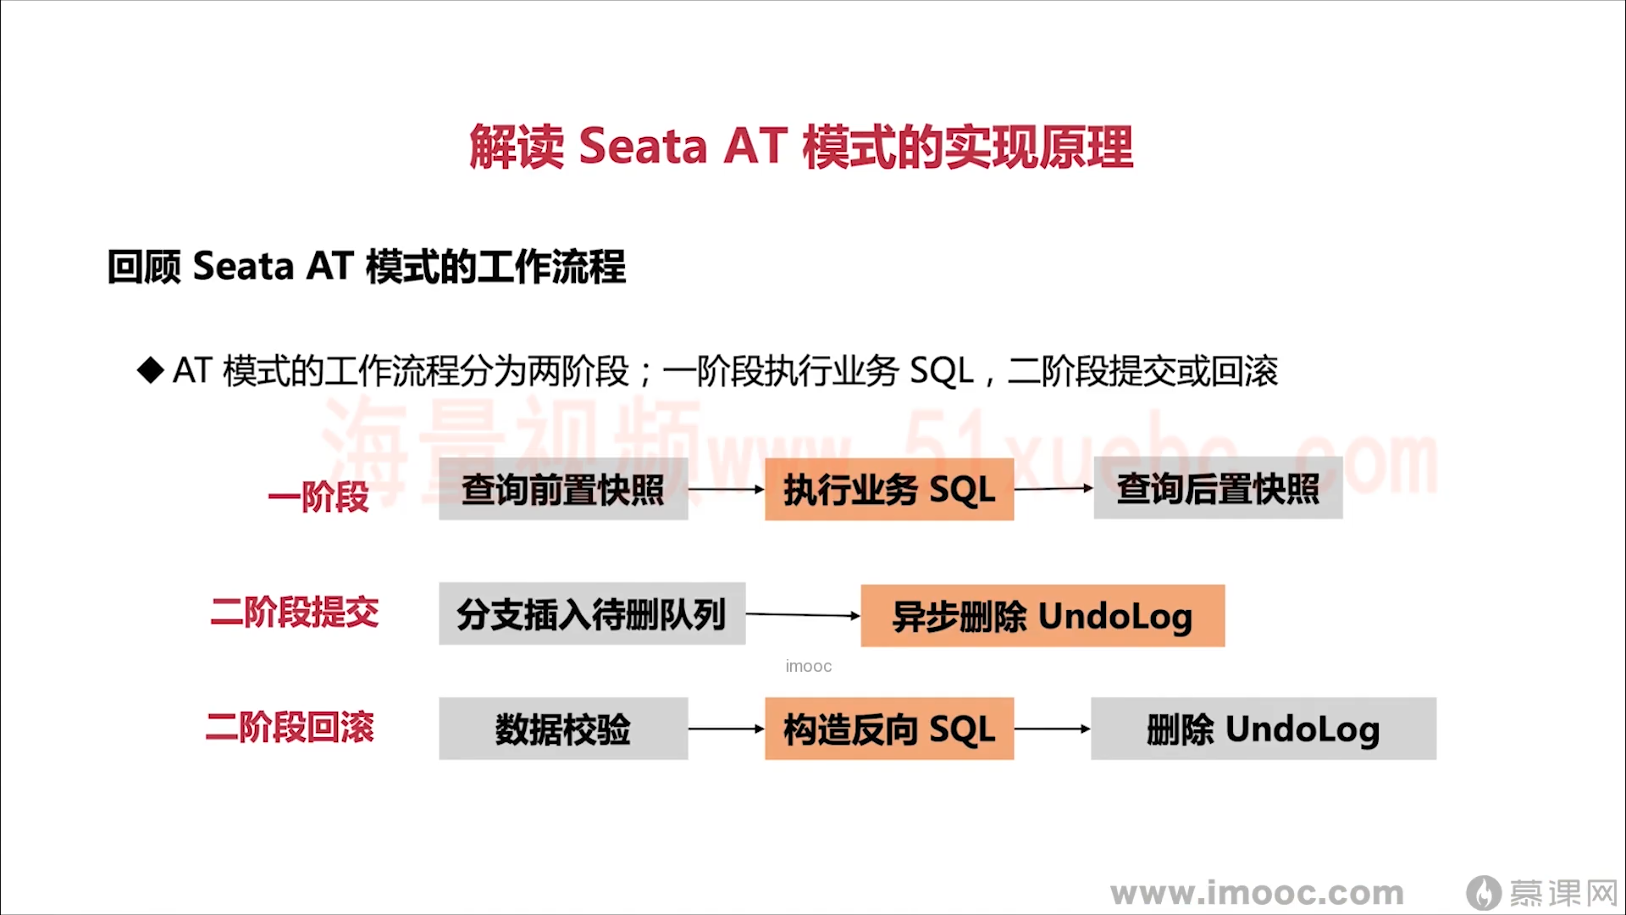 解读 Seata AT 模式的实现原理
回顾 Seata AT 模式的工作流程
◆ AT 模式的工作流程分为两阶段；一阶段执行业务 SQL，二阶段提交或回滚
海量视频www.51xuebc.com
一阶段
查询前置快照
执行业务 SQL
查询后置快照
二阶段提交
分支插入待删队列
异步删除 UndoLog
imooc
二阶段回滚
数据校验
构造反向 SQL
删除 UndoLog
www.imooc.com
慕课网